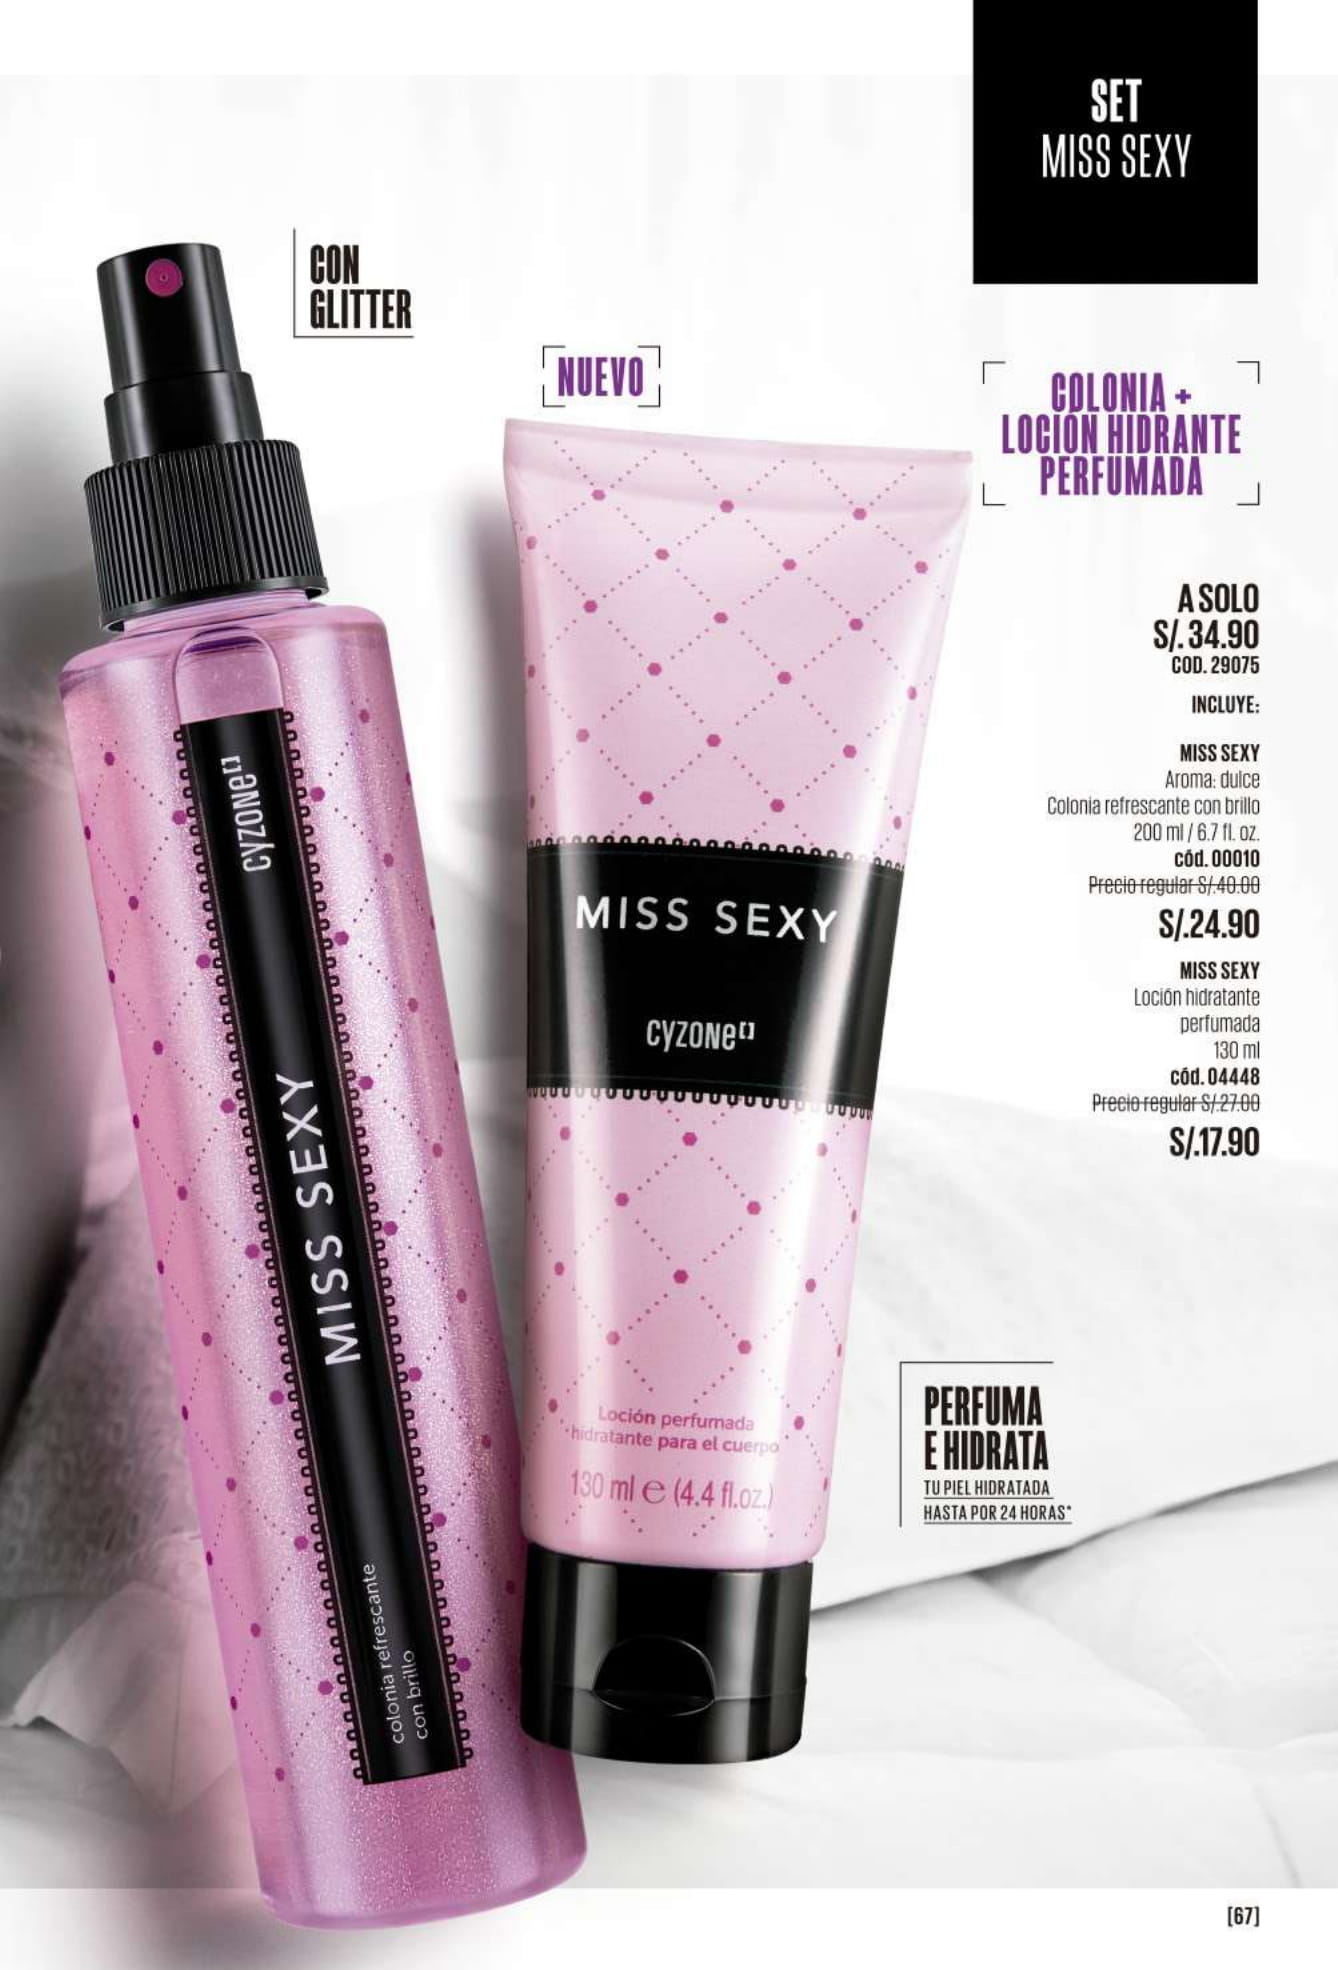 SET
MISS SEXY
CON
GLITTER
NUEVO
COLONIA +
LOCIÓN HIDRANTE
PERFUMADA
A SOLO
S/. 34.90
COD. 29075
INCLUYE:
MISS SEXY
Aroma: dulce
Colonia refrescante con brillo
200 ml / 6.7 fl. oz.
cód. 00010
Precio regular S/.40.00
S/.24.90
MISS SEXY
Loción hidratante
perfumada
130 ml
cód. 04448
Precio regular S/.27.00
S/.17.90
cyzone[]
MISS SEXY
colonia refrescante
con brillo
MISS SEXY
cyzone[]
Loción perfumada
hidratante para el cuerpo
130 ml e (4.4 fl.oz.)
PERFUMA
E HIDRATA
TU PIEL HIDRATADA
HASTA POR 24 HORAS*
[67]